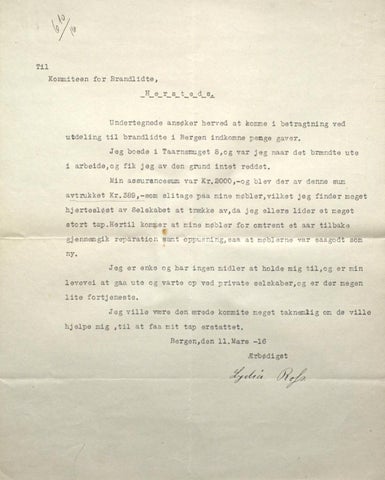 Til
Kommiteen for Brandlidte,
Herstede.
Undertegnede ansøker herved at komme i betragtning ved
utdeling til brandlidte i Bergen indkomne penge gaver.
Jeg boede i Taarnsmuget 8, og var jeg naar det brændte ute
i arbeide, og fik jeg av den grund intet reddet.
Min assurancesum var Kr.2000,-og blev der av denne sum
avtrukket Kr.389,-som slitage paa mine møbler,vilket jeg finder meget
hjerteløst av Selskabet at trække av,da jeg ellers lider et meget
stort tap.Hertil kommer at mine møbler for omtrent et aar tilbake
gjennemgik reparation samt oppusning,saa at møblerne var saagodt som
ny.
Jeg er enke og har ingen midler at holde mig til,og er min
levevei at gaa ute og varte op ved private selskaber,og er der megen
lite fortjeneste.
Jeg ville være den ærede kommite meget taknemlig om de ville
hjelpe mig ,til at faa mit tap erstattet.
Bergen,den 11.Mars -16
Ærbødigst
Lydia